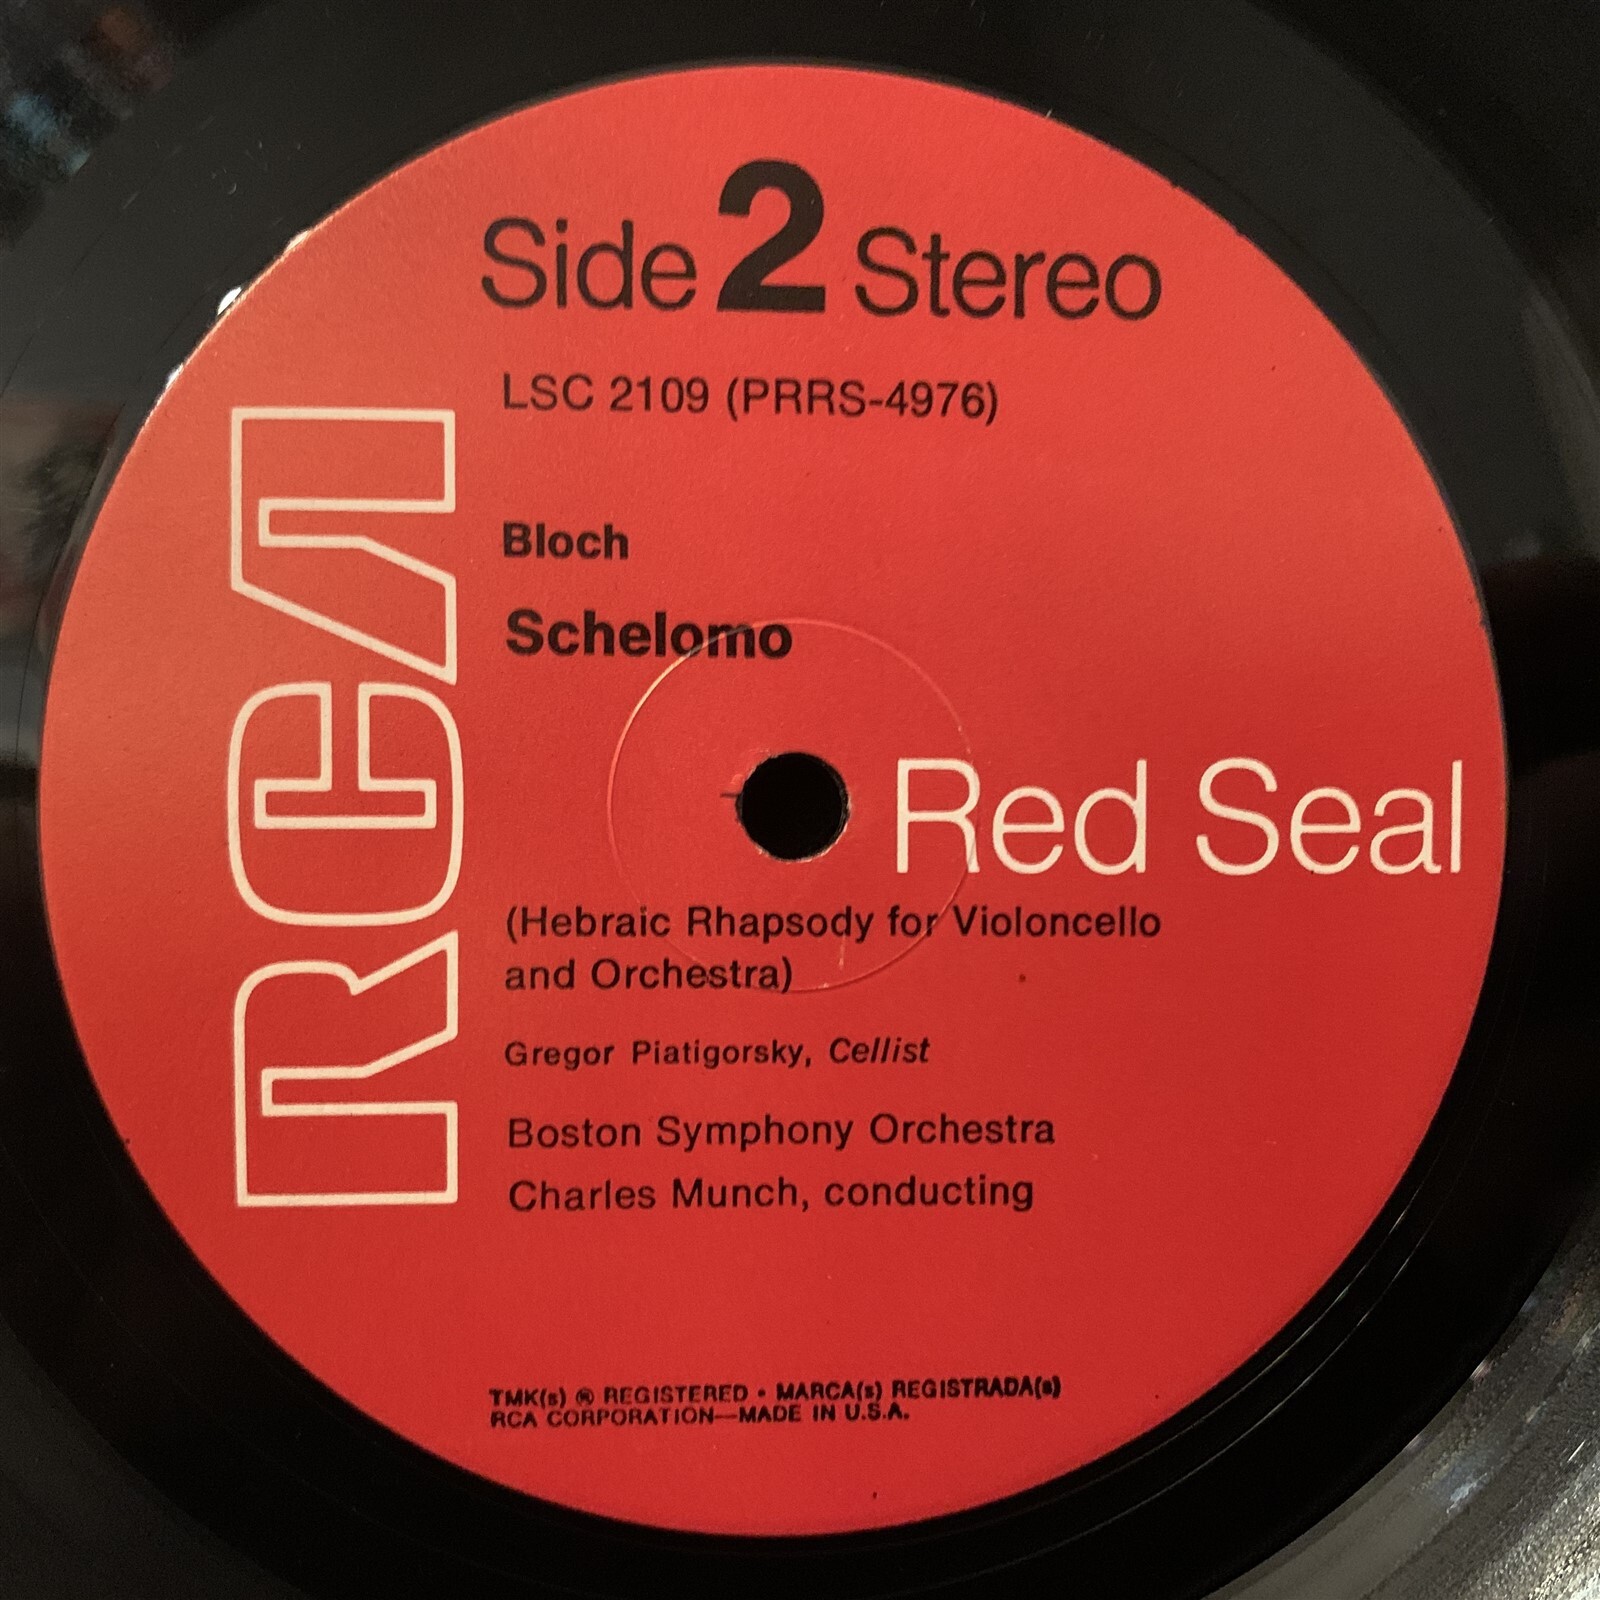 Side 2 Stereo
LSC 2109 (PRRS-4976)
RCA
Bloch
Schelomo
Red Seal
(Hebraic Rhapsody for Violoncello
and Orchestra)
Gregor Piatigorsky, Cellist
Boston Symphony Orchestra
Charles Munch, conducting
TMK(s) ® REGISTERED • MARCA(s) REGISTRADA(s)
RCA CORPORATION—MADE IN U.S.A.